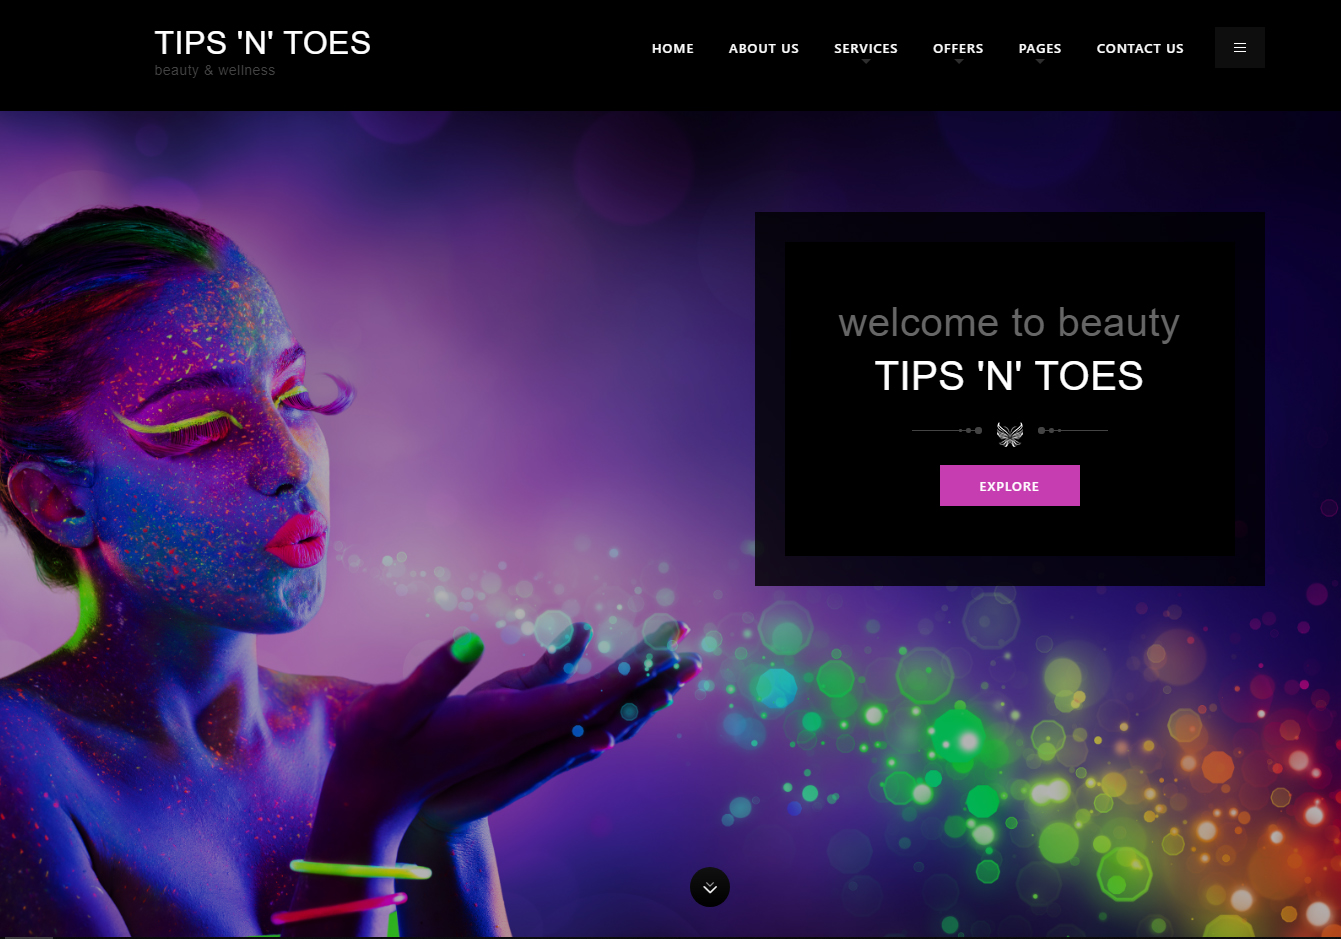 TIPS 'N' TOES
beauty & wellness
HOME ABOUT US SERVICES OFFERS PAGES CONTACT US
welcome to beauty
TIPS 'N' TOES
EXPLORE